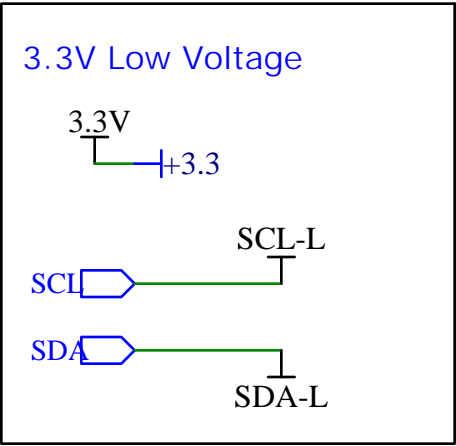 3.3V Low Voltage
3.3V
+3.3
SCL-L
SCL
SDA
SDA-L